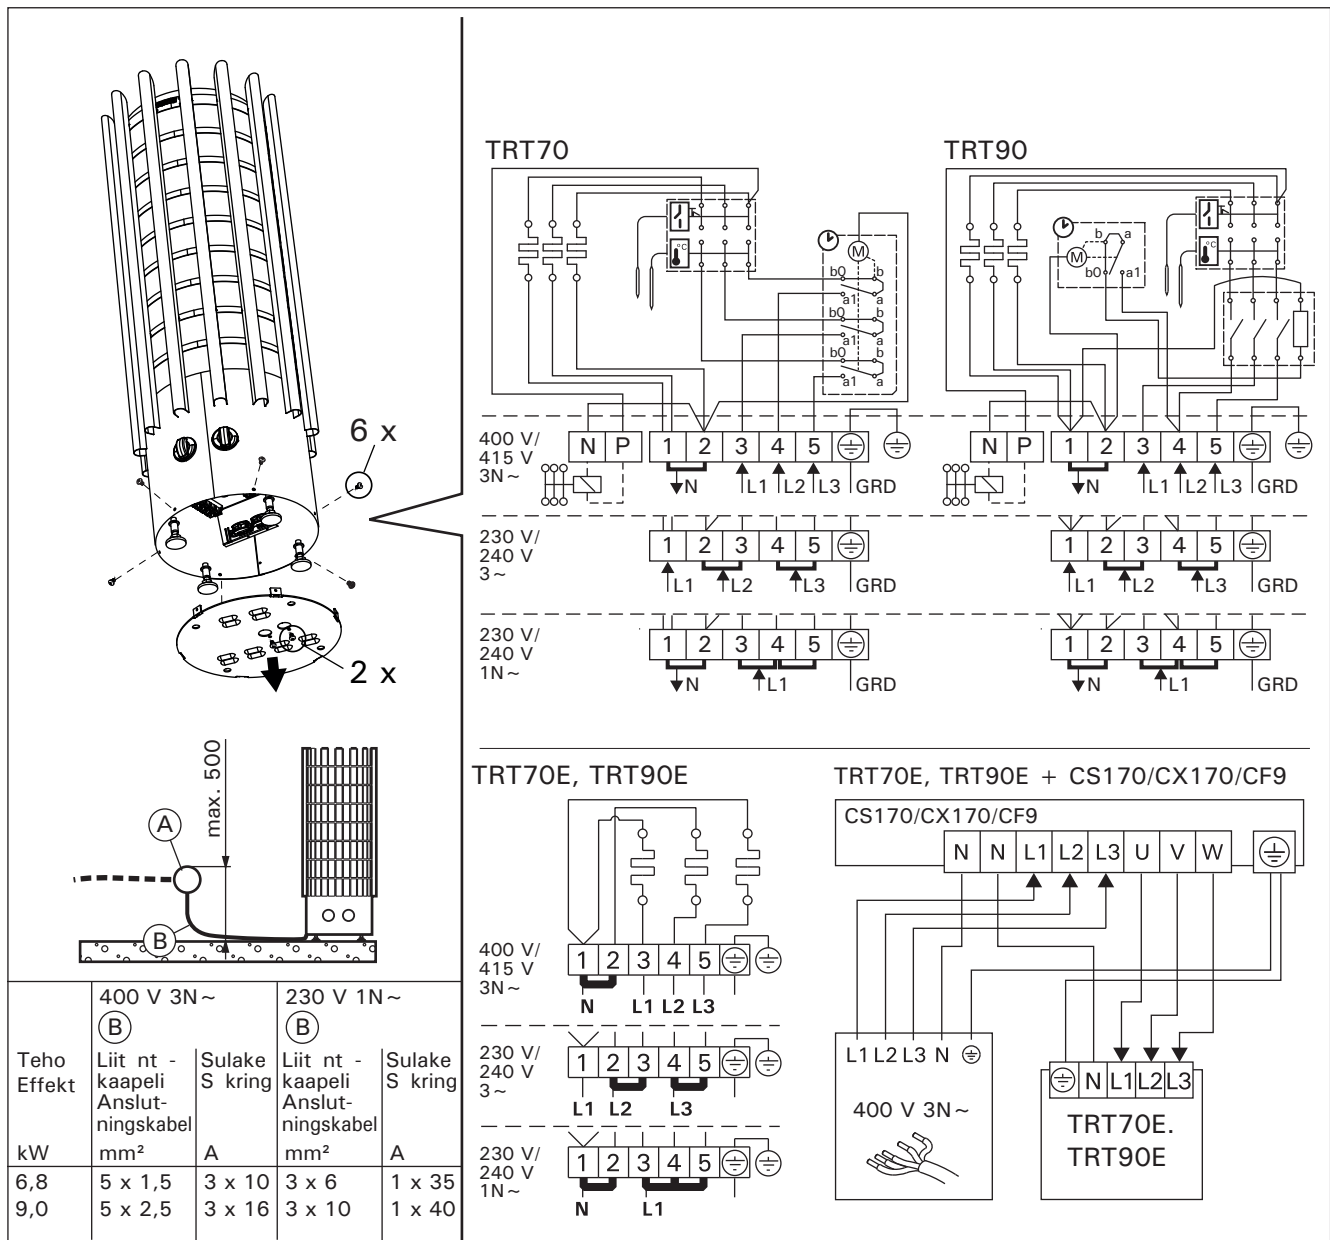 6 x
2 x
max. 500
A
B
400 V 3N~
230 V 1N~
B
B
Teho
Effekt
kW
Liit nt -
kaapeli
Anslut-
ningskabel
mm²
Sulake
S kring
A
Liit nt -
kaapeli
Anslut-
ningskabel
mm²
Sulake
S kring
A
6,8 5 x 1,5 3 x 10 3 x 6 1 x 35
9,0 5 x 2,5 3 x 16 3 x 10 1 x 40
TRT70
°C
M
b0 b
a1 a
b0 b
a1 a
b0 b
a1 a
400 V/
415 V
3N~
N P 1 2 3 4 5
N L1 L2 L3 GRD
230 V/
240 V
3~
1 2 3 4 5
L1 L2 L3 GRD
230 V/
240 V
1N~
1 2 3 4 5
N L1 GRD
TRT90
°C
b a
M
b0 a1
N P 1 2 3 4 5
N L1 L2 L3 GRD
1 2 3 4 5
L1 L2 L3 GRD
1 2 3 4 5
N L1 GRD
TRT70E, TRT90E
400 V/
415 V
3N~
1 2 3 4 5
N L1 L2 L3
230 V/
240 V
3~
1 2 3 4 5
L1 L2 L3
230 V/
240 V
1N~
1 2 3 4 5
N L1
TRT70E, TRT90E + CS170/CX170/CF9
CS170/CX170/CF9
N N L1 L2 L3 U V W
L1 L2 L3 N
400 V 3N~
N L1 L2 L3
TRT70E.
TRT90E